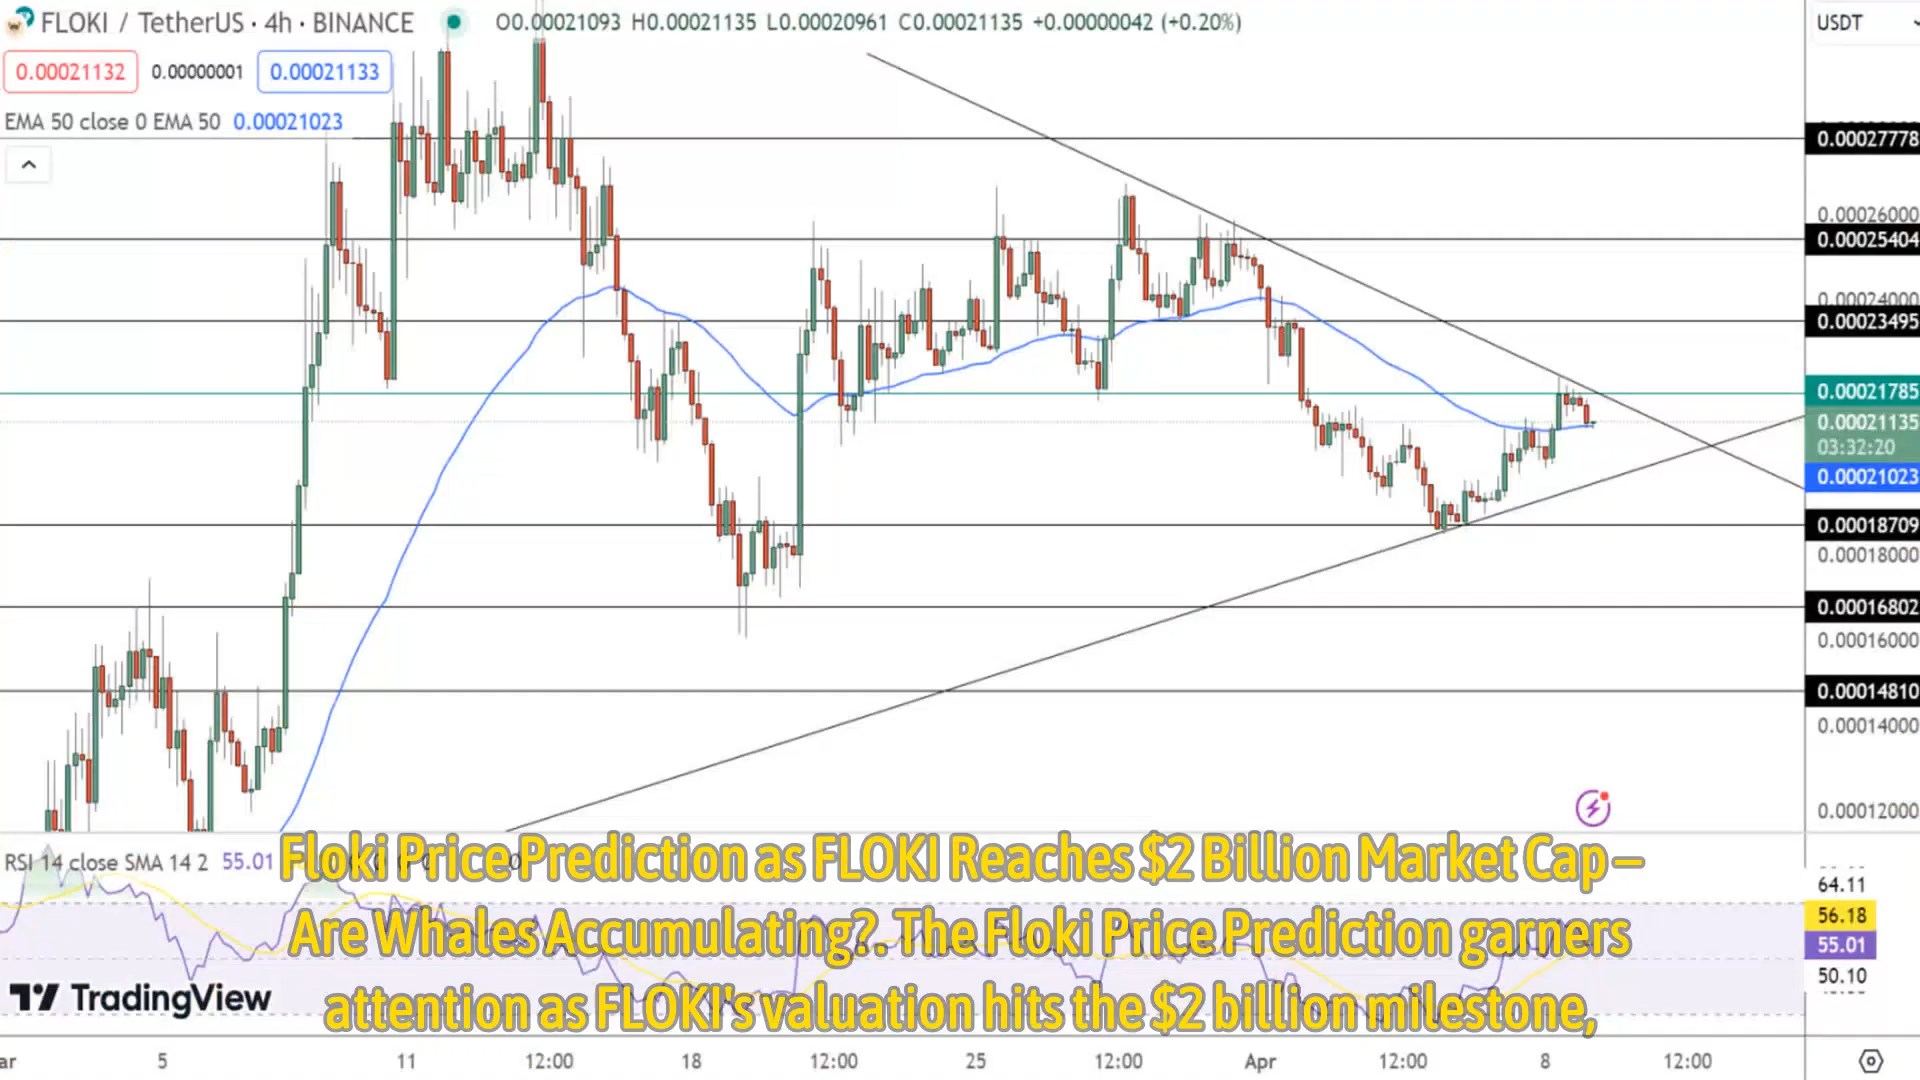 FLOKI / TetherUS · 4h · BINANCE O0.00021093 H0.00021135 L0.00020961 C0.00021135 +0.00000042 (+0.20%)
USDT
0.00021132 0.00000001 0.00021133
EMA 50 close 0 EMA 50 0.00021023
0.00027778
0.00026000
0.00025404
0.00024000
0.00023495
0.00021785
0.00021135
03:32:20
0.00021023
0.00018709
0.00018000
0.00016802
0.00016000
0.00014810
0.00014000
0.00012000
RSI 14 close SMA 14 2 55.01
Floki Price Prediction as FLOKI Reaches $2 Billion Market Cap –
Are Whales Accumulating?. The Floki Price Prediction garners
attention as FLOKI's valuation hits the $2 billion milestone,
64.11
56.18
55.01
50.10
TradingView
ar 5 11 12:00 18 12:00 25 12:00 Apr 12:00 8 12:00